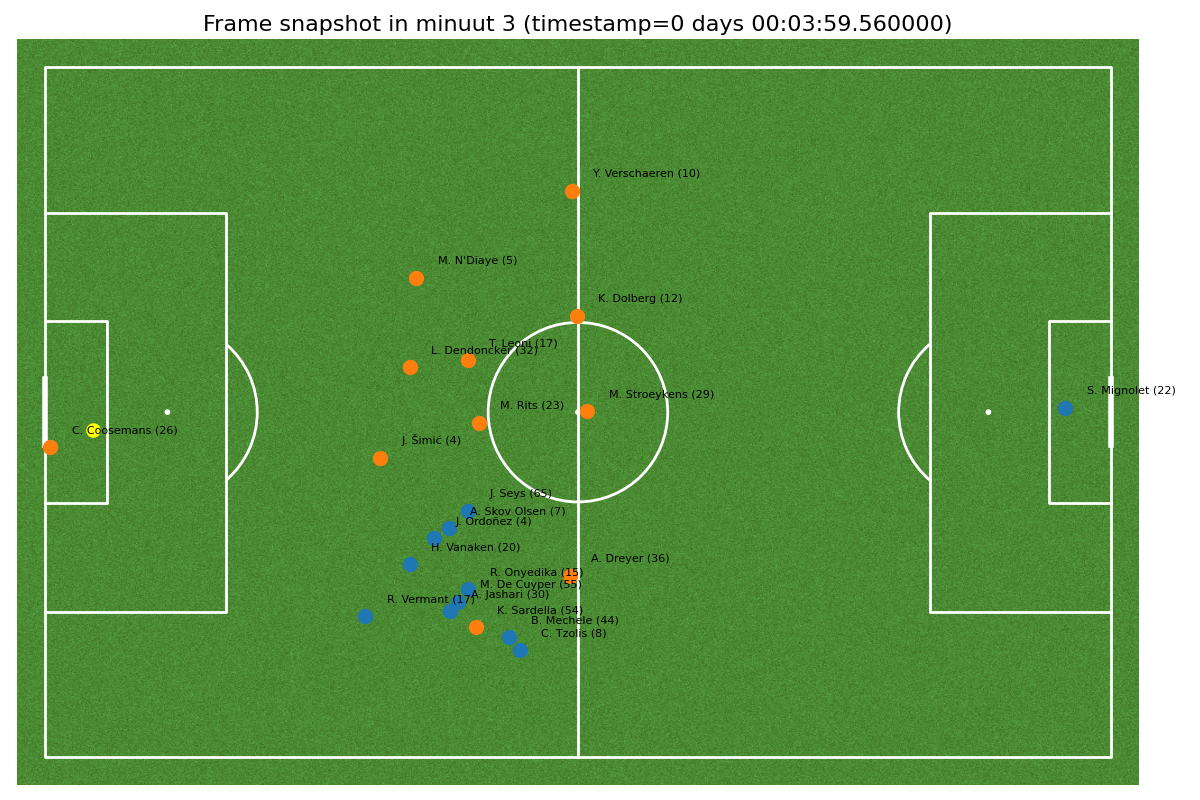 Frame snapshot in minuut 3 (timestamp=0 days 00:03:59.560000)
Y. Verschaeren (10)
M. N'Diaye (5)
K. Dolberg (12)
T. Leoni (17)
L. Dendoncker (32)
S. Mignolet (22)
M. Stroeykens (29)
M. Rits (23)
C. Coosemans (26)
J. Šimić (4)
J. Seys (65)
A. Skov Olsen (7)
J. Ordoñez (4)
H. Vanaken (20)
A. Dreyer (36)
R. Onyedika (15)
M. De Cuyper (55)
A. Jashari (30)
R. Vermant (17)
K. Sardella (54)
B. Mechele (44)
C. Tzolis (8)